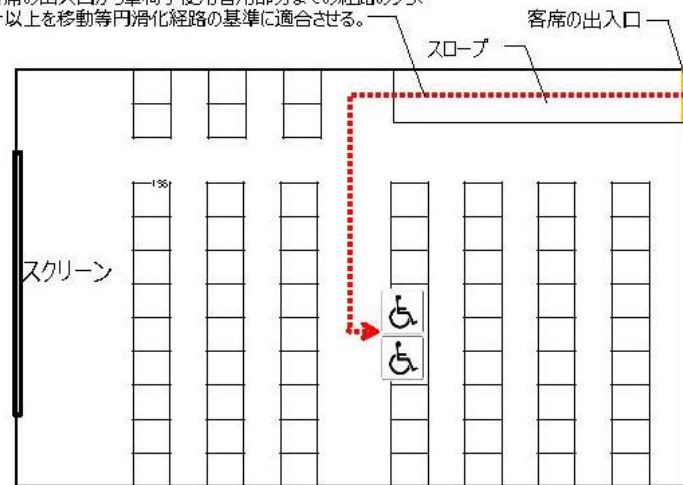 以上を移動等円滑化経路の基準に適合させる。
客席の出入口
スロープ
スクリーン